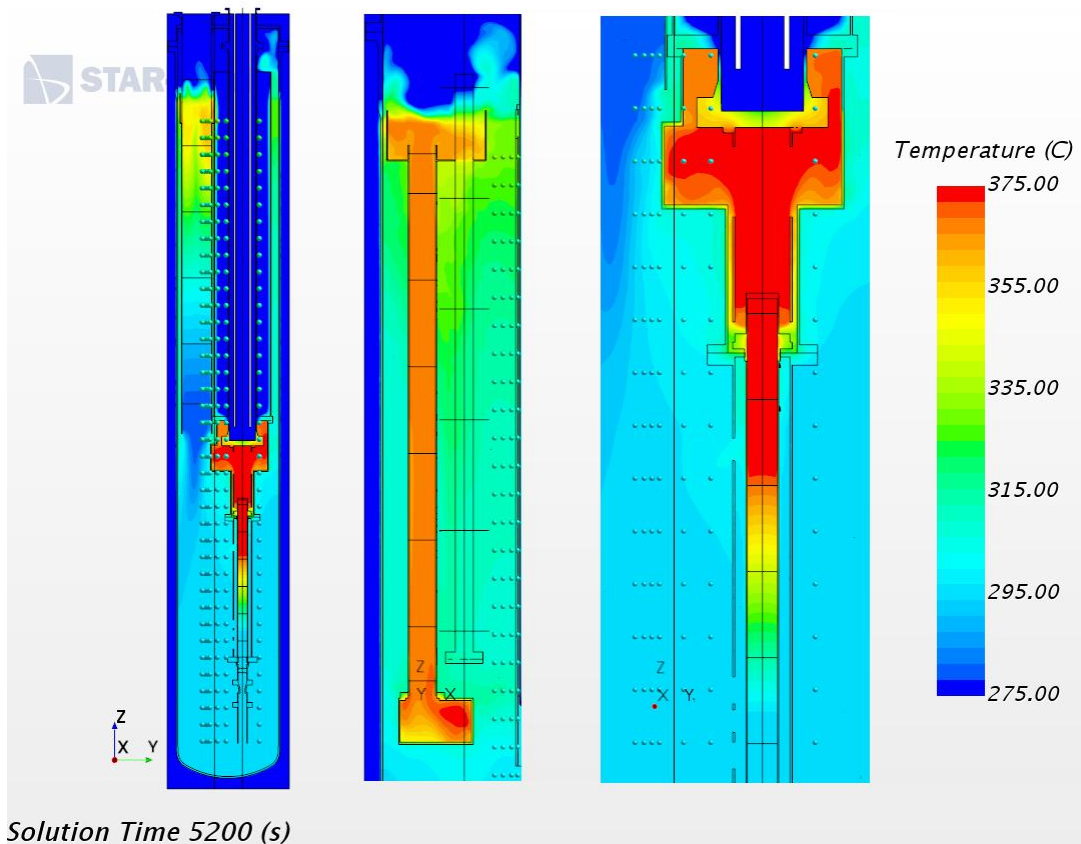 STAR
Temperature (C)
375.00
355.00
335.00
315.00
295.00
275.00
Z
Y X
Z
X Y
Z
X Y
Solution Time 5200 (s)